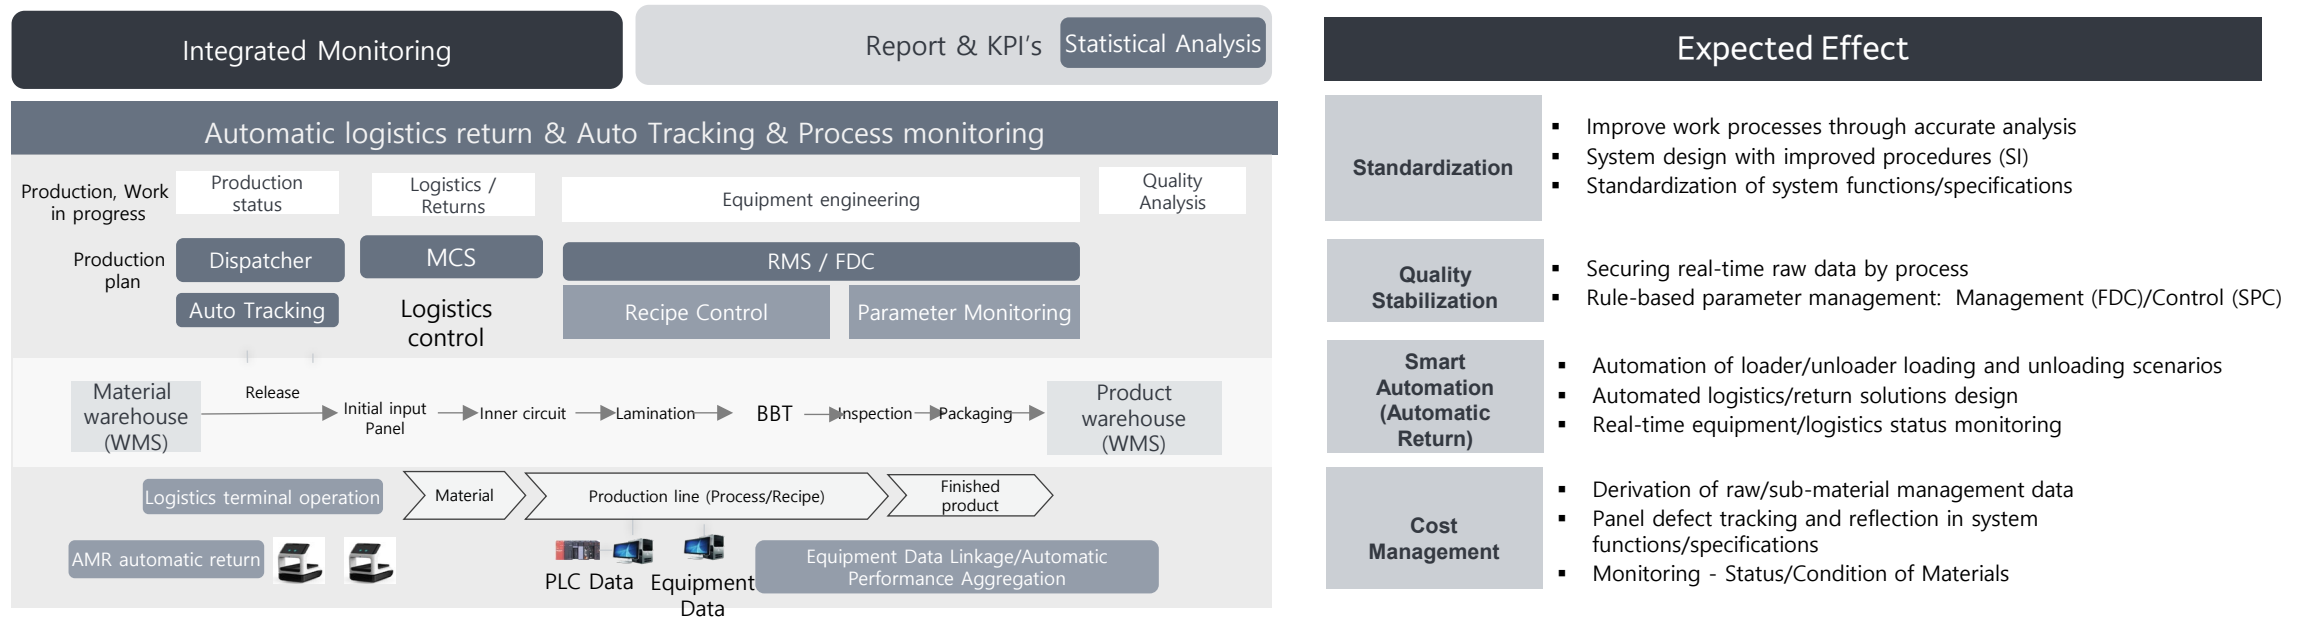 Integrated Monitoring
Report & KPI's
Statistical Analysis
Automatic logistics return & Auto Tracking & Process monitoring
Production, Work
in progress
Production
status
Logistics /
Returns
Equipment engineering
Quality
Analysis
Production
plan
Dispatcher
MCS
RMS / FDC
Auto Tracking
Logistics
control
Recipe Control
Parameter Monitoring
Material
warehouse
(WMS)
Release
Initial input
Panel
Inner circuit
Lamination
BBT
Inspection
Packaging
Product
warehouse
(WMS)
Logistics terminal operation
Material
Production line (Process/Recipe)
Finished
product
AMR automatic return
PLC Data
Equipment
Data
Equipment Data Linkage/Automatic
Performance Aggregation
Expected Effect
Standardization
▪ Improve work processes through accurate analysis
▪ System design with improved procedures (SI)
▪ Standardization of system functions/specifications
Quality
Stabilization
▪ Securing real-time raw data by process
▪ Rule-based parameter management: Management (FDC)/Control (SPC)
Smart
Automation
(Automatic
Return)
▪ Automation of loader/unloader loading and unloading scenarios
▪ Automated logistics/return solutions design
▪ Real-time equipment/logistics status monitoring
Cost
Management
▪ Derivation of raw/sub-material management data
▪ Panel defect tracking and reflection in system
functions/specifications
▪ Monitoring - Status/Condition of Materials